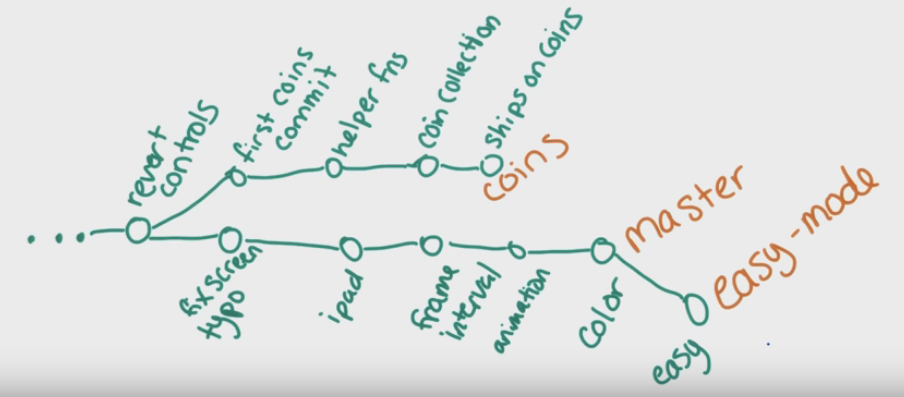 revert
controls
first coins
commit
helper fns
coin collection
ships on coins
coins
fix screen
typo
ipad
frame
interval
animation
color
master
easy
easy-mode